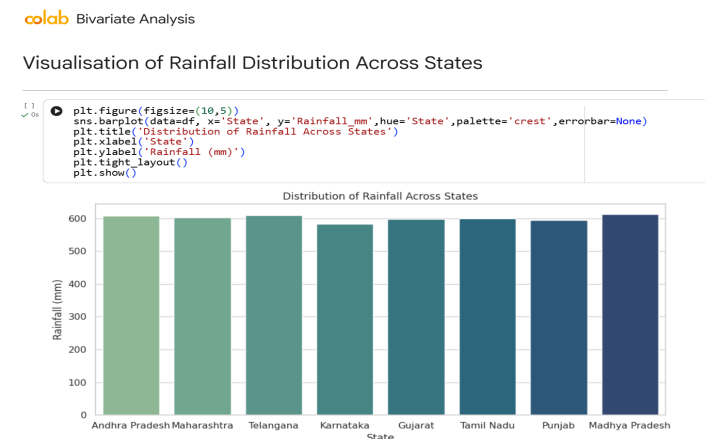 colab Bivariate Analysis
Visualisation of Rainfall Distribution Across States
[ ]
0s
plt.figure(figsize=(10,5))
sns.barplot(data=df, x='State', y='Rainfall_mm',hue='State',palette='crest',errorbar=None)
plt.title('Distribution of Rainfall Across States')
plt.xlabel('State')
plt.ylabel('Rainfall (mm)')
plt.tight_layout()
plt.show()
Distribution of Rainfall Across States
600
500
400
300
200
100
0
Rainfall (mm)
Andhra Pradesh Maharashtra Telangana Karnataka Gujarat Tamil Nadu Punjab Madhya Pradesh
State